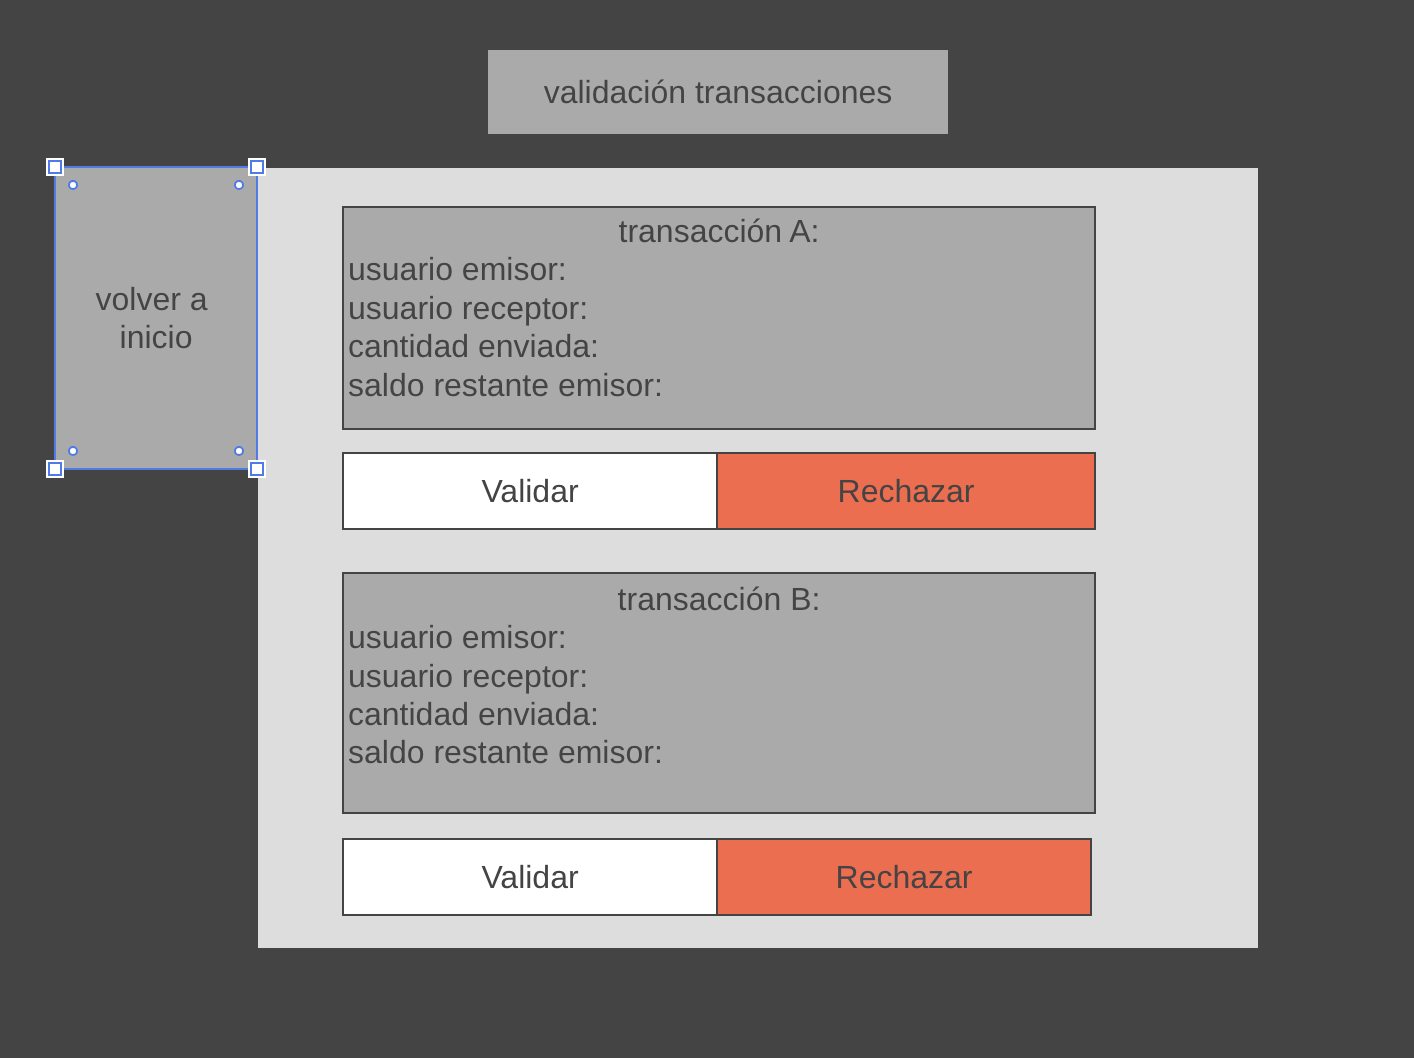 validación transacciones
volver a
inicio
transacción A:
usuario emisor:
usuario receptor:
cantidad enviada:
saldo restante emisor:
Validar
Rechazar
transacción B:
usuario emisor:
usuario receptor:
cantidad enviada:
saldo restante emisor:
Validar
Rechazar